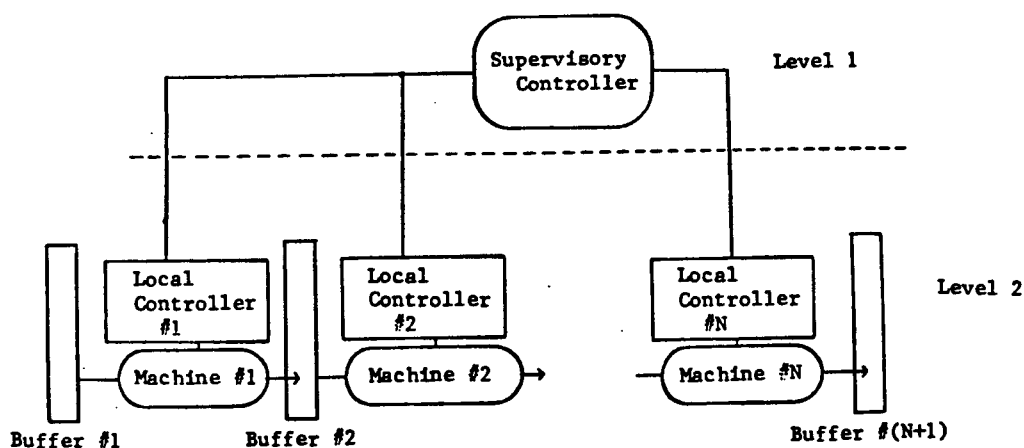 Supervisory
Controller
Level 1
Local
Controller
#1
Local
Controller
#2
Local
Controller
#N
Level 2
Machine #1
Machine #2
Machine #N
Buffer #1
Buffer #2
Buffer #(N+1)